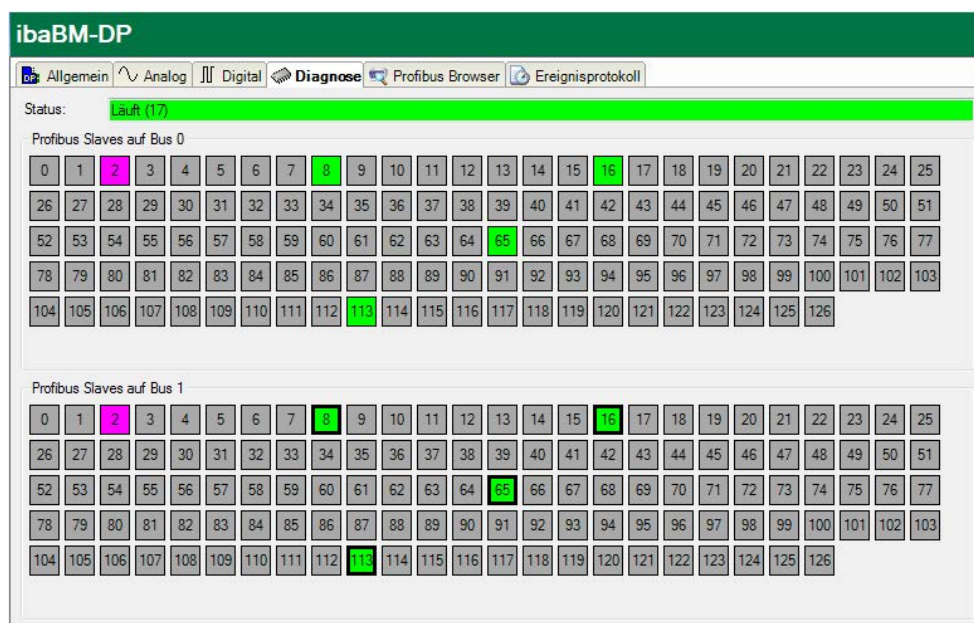 ibaBM-DP
DP Allgemein Analog Digital Diagnose Profibus Browser Ereignisprotokoll
Status: Läuft (17)
Profibus Slaves auf Bus 0
0 1 2 3 4 5 6 7 8 9 10 11 12 13 14 15 16 17 18 19 20 21 22 23 24 25
26 27 28 29 30 31 32 33 34 35 36 37 38 39 40 41 42 43 44 45 46 47 48 49 50 51
52 53 54 55 56 57 58 59 60 61 62 63 64 65 66 67 68 69 70 71 72 73 74 75 76 77
78 79 80 81 82 83 84 85 86 87 88 89 90 91 92 93 94 95 96 97 98 99 100 101 102 103
104 105 106 107 108 109 110 111 112 113 114 115 116 117 118 119 120 121 122 123 124 125 126
Profibus Slaves auf Bus 1
0 1 2 3 4 5 6 7 8 9 10 11 12 13 14 15 16 17 18 19 20 21 22 23 24 25
26 27 28 29 30 31 32 33 34 35 36 37 38 39 40 41 42 43 44 45 46 47 48 49 50 51
52 53 54 55 56 57 58 59 60 61 62 63 64 65 66 67 68 69 70 71 72 73 74 75 76 77
78 79 80 81 82 83 84 85 86 87 88 89 90 91 92 93 94 95 96 97 98 99 100 101 102 103
104 105 106 107 108 109 110 111 112 113 114 115 116 117 118 119 120 121 122 123 124 125 126